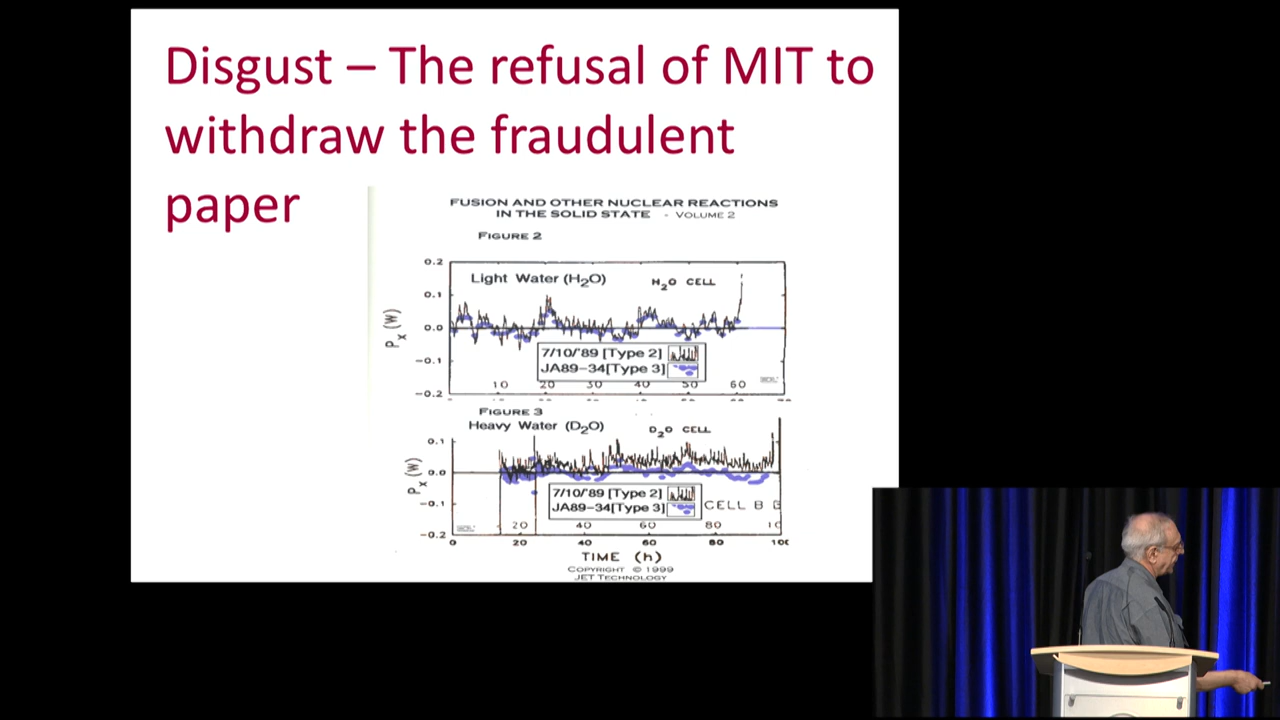 Disgust – The refusal of MIT to
withdraw the fraudulent
paper
FUSION AND OTHER NUCLEAR REACTIONS
IN THE SOLID STATE - VOLUME 2
FIGURE 2
0.2
Light Water (H₂O) H₂O CELL
0.1
0.0
Pₓ (W)
-0.1
7/10/'89 [Type 2]
JA89-34[Type 3]
10 20 30 40 50 60
-0.2
FIGURE 3
Heavy Water (D₂O) D₂O CELL
0.1
0.0
Pₓ (W)
-0.1
7/10/'89 [Type 2]
JA89-34[Type 3] CELL B
20 40 60 80
-0.2
0 20 40 60 80
TIME (h)
COPYRIGHT © 1999
JET TECHNOLOGY